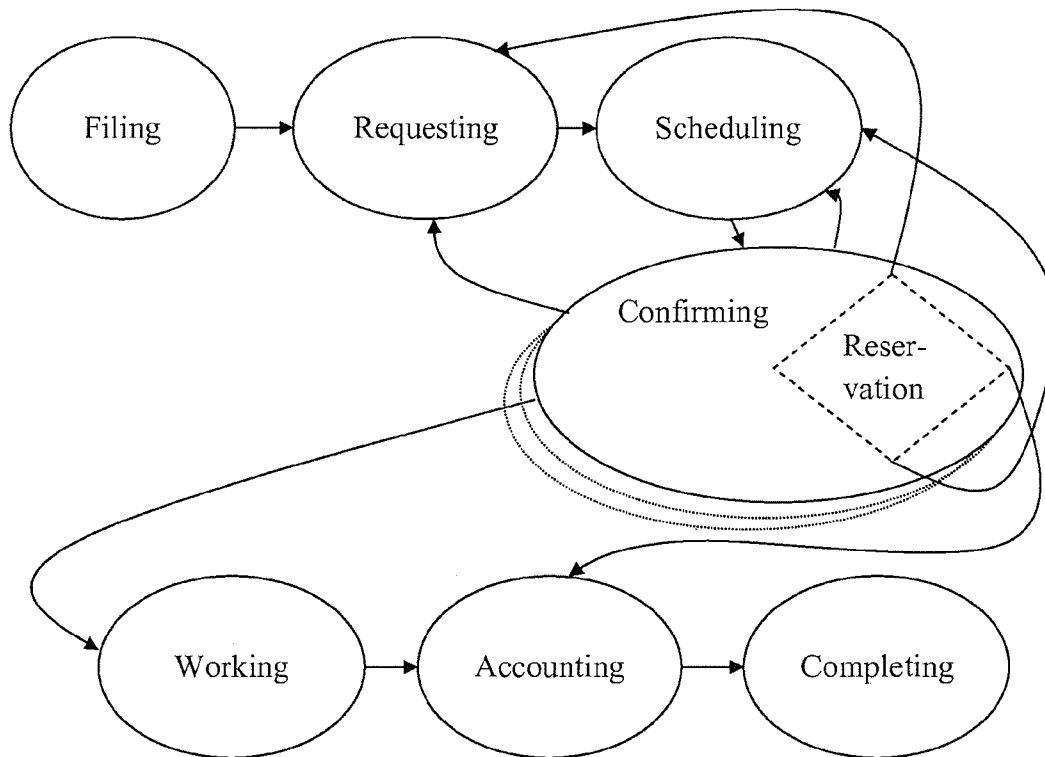 Filing
Requesting
Scheduling
Confirming
Reser-
vation
Working
Accounting
Completing